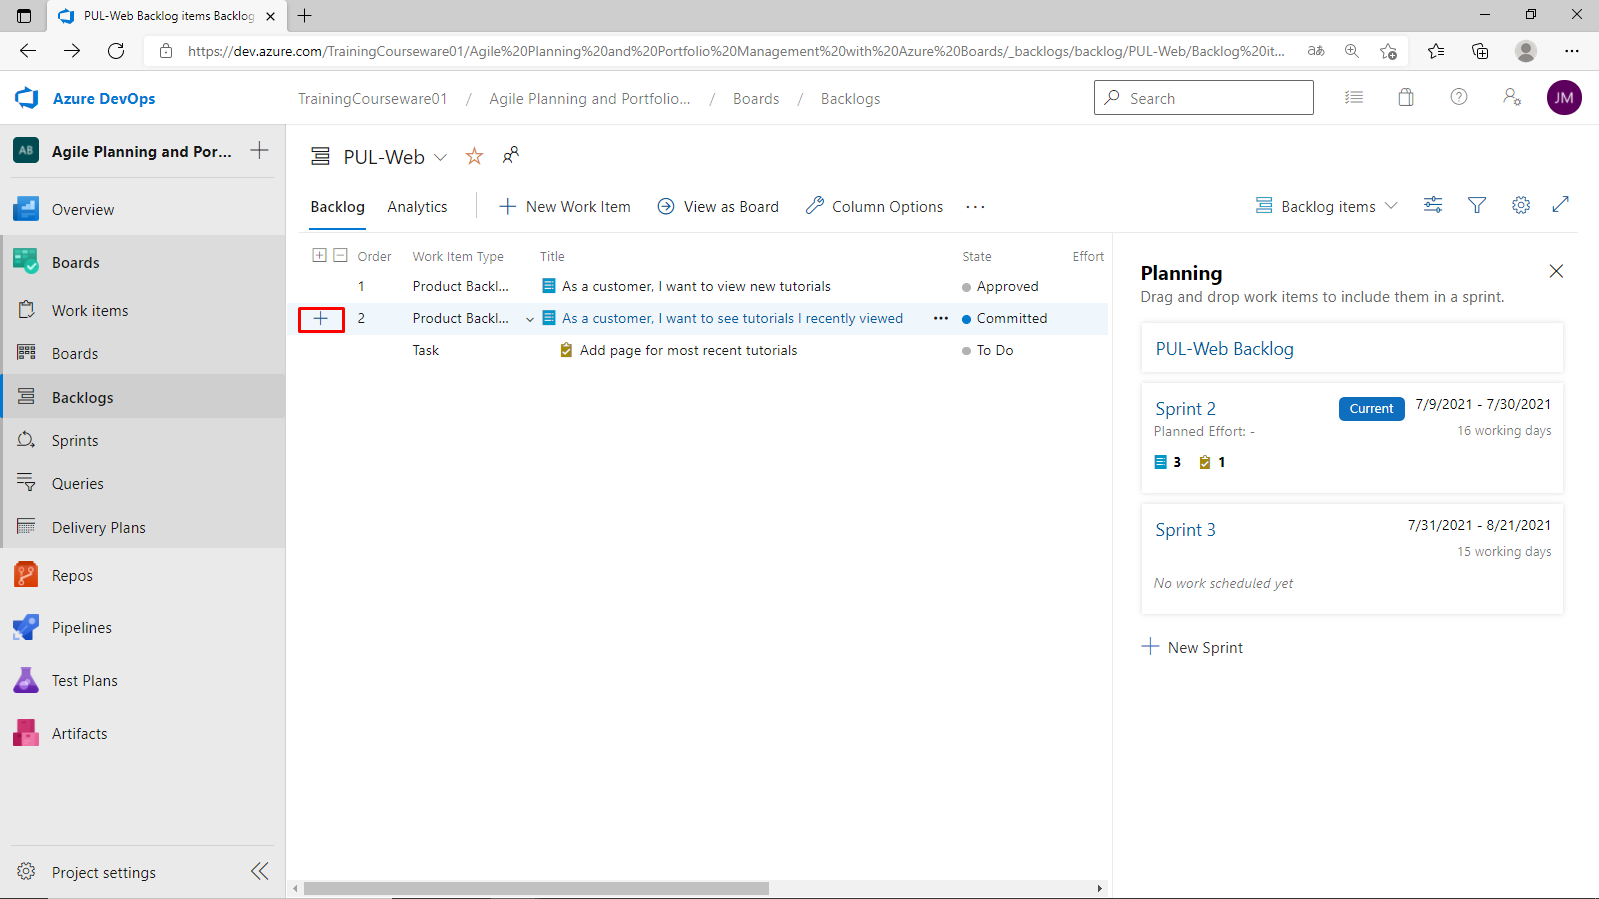 PUL-Web Backlog items Backlog
https://dev.azure.com/TrainingCourseware01/Agile%20Planning%20and%20Portfolio%20Management%20with%20Azure%20Boards/_backlogs/backlog/PUL-Web/Backlog%20it...
aあ
Azure DevOps
TrainingCourseware01 / Agile Planning and Portfolio... / Boards / Backlogs
Search
JM
AB Agile Planning and Por...
Overview
Boards
Work items
Boards
Backlogs
Sprints
Queries
Delivery Plans
Repos
Pipelines
Test Plans
Artifacts
Project settings
PUL-Web
Backlog Analytics New Work Item View as Board Column Options ... Backlog items
Order Work Item Type Title State Effort
1 Product Backl... As a customer, I want to view new tutorials Approved
2 Product Backl... As a customer, I want to see tutorials I recently viewed ... Committed
Task Add page for most recent tutorials To Do
Planning
Drag and drop work items to include them in a sprint.
PUL-Web Backlog
Sprint 2 Current 7/9/2021 - 7/30/2021
Planned Effort: - 16 working days
3 1
Sprint 3 7/31/2021 - 8/21/2021
15 working days
No work scheduled yet
New Sprint